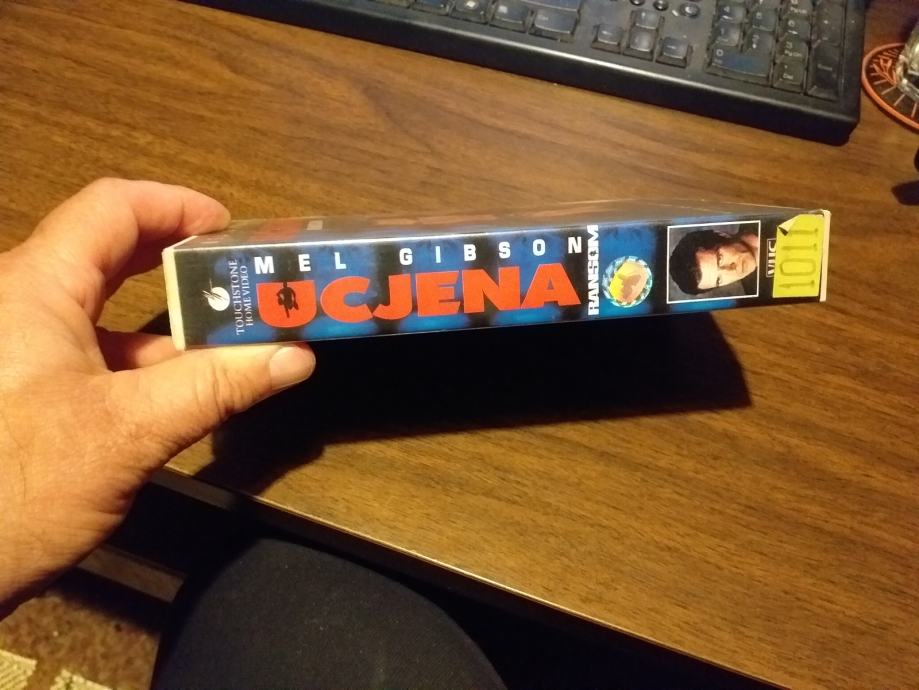 TOUCHSTONE
HOME VIDEO
MEL GIBSON
UCJENA
RANSOM
VHS
1011